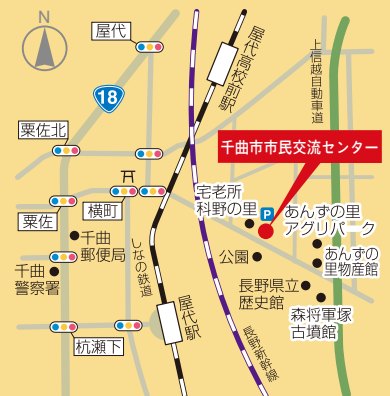 N
屋代
屋代高校前駅
上信越自動車道
18
粟佐北
千曲市市民交流センター
宅老所
科野の里
P
あんずの里
アグリパーク
横町
粟佐
千曲
郵便局
しなの鉄道
公園
あんずの
里物産館
千曲
警察署
長野県立
歴史館
屋代駅
森将軍塚
古墳館
長野新幹線
杭瀬下